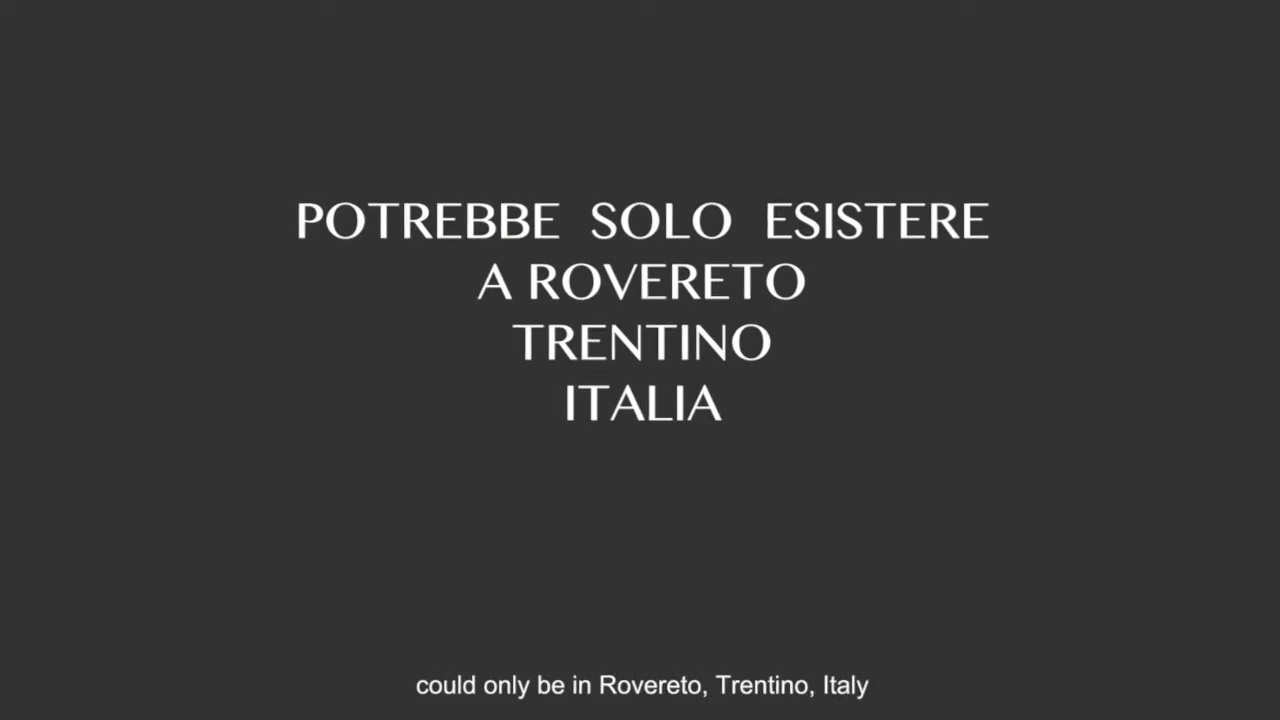 POTREBBE SOLO ESISTERE
A ROVERETO
TRENTINO
ITALIA
could only be in Rovereto, Trentino, Italy